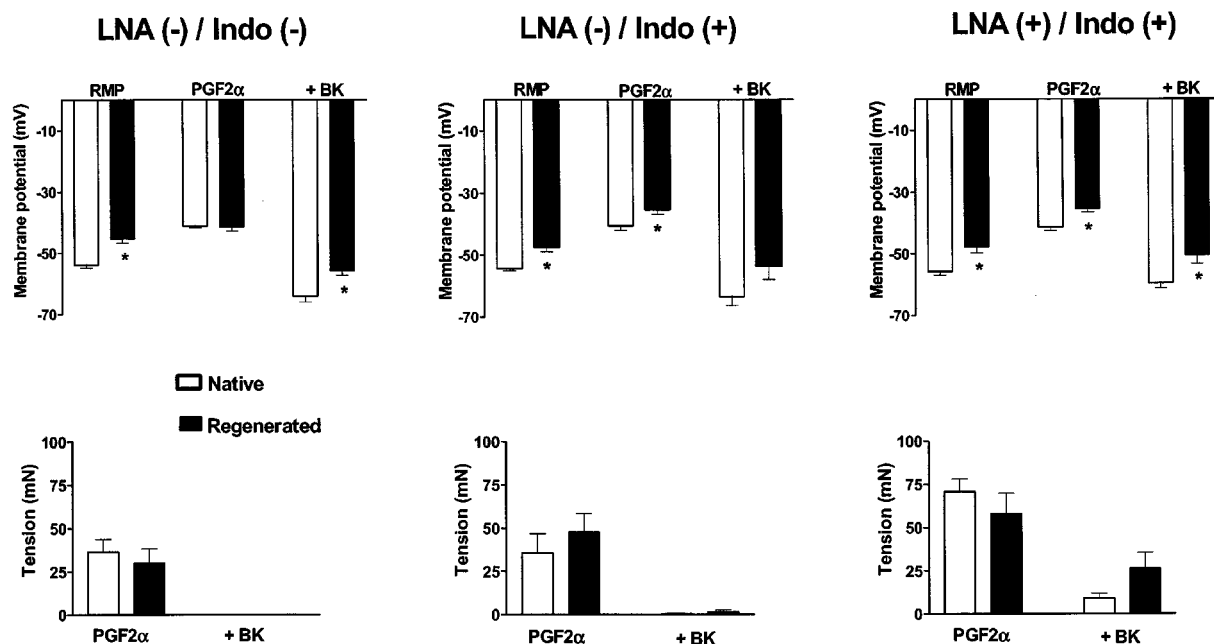 LNA (-) / Indo (-)
LNA (-) / Indo (+)
LNA (+) / Indo (+)
RMP PGF2α + BK
Membrane potential (mV)
-10
-30
-50
-70
*
*
RMP PGF2α + BK
Membrane potential (mV)
-10
-30
-50
-70
*
*
RMP PGF2α + BK
Membrane potential (mV)
-10
-30
-50
-70
*
*
*
Native
Regenerated
Tension (mN)
100
75
50
25
0
PGF2α + BK
Tension (mN)
100
75
50
25
0
PGF2α + BK
Tension (mN)
100
75
50
25
0
PGF2α + BK